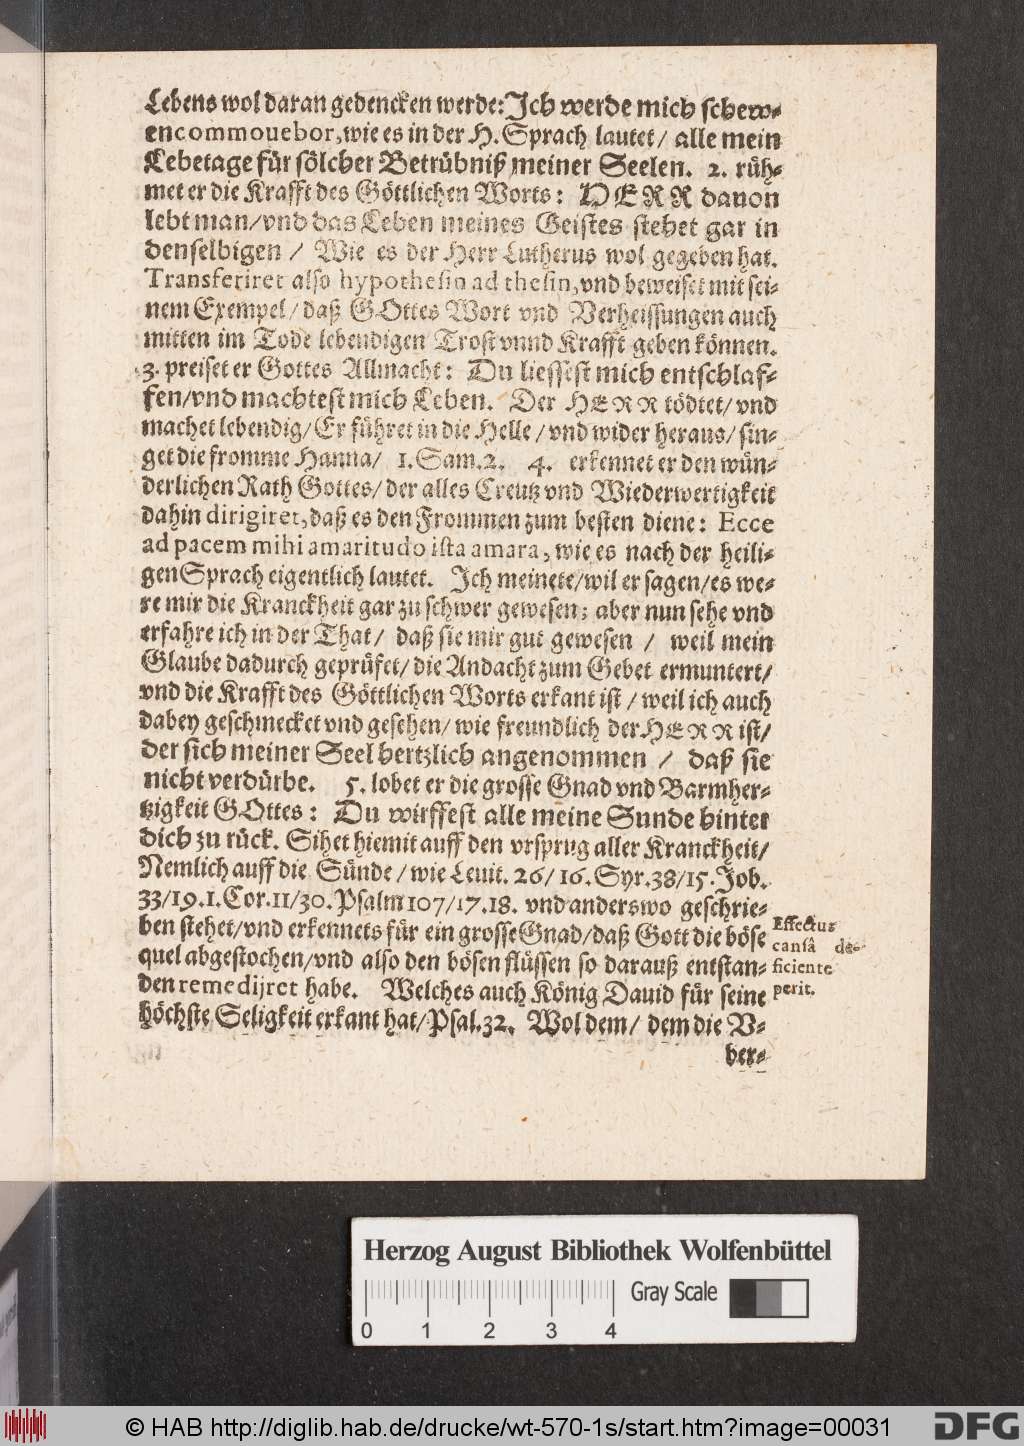 Lebens wol daran gedencken werde: Ich werde mich schew-
en commouebor, wie es in der H. Sprach lautet / alle mein
Lebetage für sölcher Betrübniß meiner Seelen. 2. rüh-
met er die Krafft des Göttlichen Worts: HERR dauon
lebt man / vnd das Leben meines Geistes stehet gar in
denselbigen / Wie es der Herr Lutherus wol gegeben hat.
Transferiret also hypothesin ad thesin, vnd beweiset mit sei-
nem Exempel / daß GOttes Wort vnd Verheissungen auch
mitten im Tode lebendigen Trost vnnd Krafft geben können.
3. preiset er Gottes Allmacht: Du liessest mich entschlaf-
fen / vnd machtest mich Leben. Der HERR tödtet / vnd
machet lebendig / Er führet in die Helle / vnd wider heraus / sin-
get die fromme Hanna / 1. Sam. 2. 4. erkennet er den wün-
derlichen Rath Gottes / der alles Creutz vnd Wiederwertigkeit
dahin dirigiret, daß es den Frommen zum besten diene: Ecce
ad pacem mihi amaritudo ista amara, wie es nach der heili-
gen Sprach eigentlich lautet. Ich meinete / wil er sagen / es we-
re mir die Kranckheit gar zu schwer gewesen; aber nun sehe vnd
erfahre ich in der That / daß sie mir gut gewesen / weil mein
Glaube dadurch geprüfet / die Andacht zum Gebet ermuntert /
vnd die Krafft des Göttlichen Worts erkant ist / weil ich auch
dabey geschmecket vnd gesehen / wie freundlich der HERR ist /
der sich meiner Seel hertzlich angenommen / daß sie
nicht verdürbe. 5. lobet er die grosse Gnad vnd Barmher-
tzigkeit GOttes: Du wirffest alle meine Sunde hinter
dich zu rück. Sihet hiemit auff den vrsprug aller Kranckheit /
Nemlich auff die Sünde / wie Leuit. 26 / 16. Syr. 38 / 15. Job.
33 / 19. 1. Cor. 11 / 30. Psalm 107 / 17. 18. vnd anderswo geschrie-
ben stehet / vnd erkennets für ein grosse Gnad / daß Gott die böse
quel abgestochen / vnd also den bösen flüssen so darauß entstan-
den remedijret habe. Welches auch König Dauid für seine
höchste Seligkeit erkant hat / Psal. 32. Wol dem / dem die V-
ber-
Effectus
causâ de-
ficiente
perit.
Herzog August Bibliothek Wolfenbüttel
Gray Scale
0 1 2 3 4
© HAB http://diglib.hab.de/drucke/wt-570-1s/start.htm?image=00031
DFG